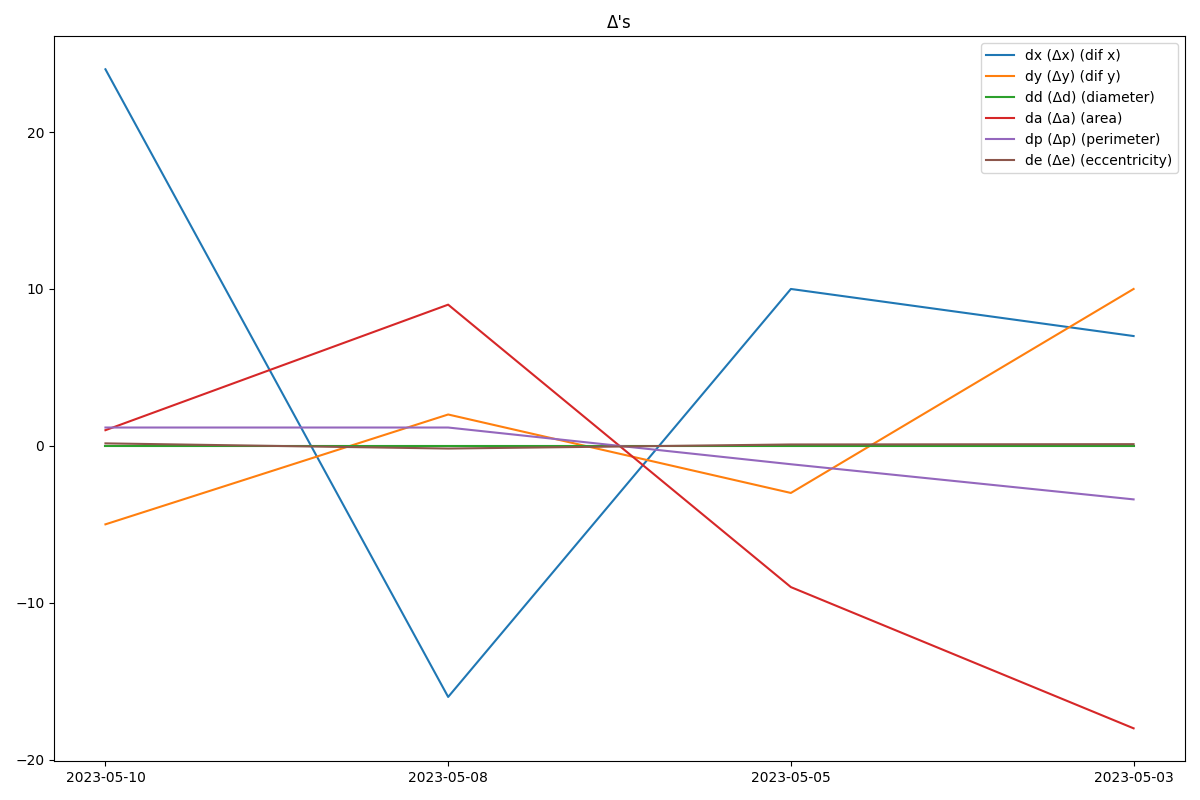 Δ's
dx (Δx) (dif x)
dy (Δy) (dif y)
dd (Δd) (diameter)
da (Δa) (area)
dp (Δp) (perimeter)
de (Δe) (eccentricity)
20
10
0
−10
−20
2023-05-10
2023-05-08
2023-05-05
2023-05-03